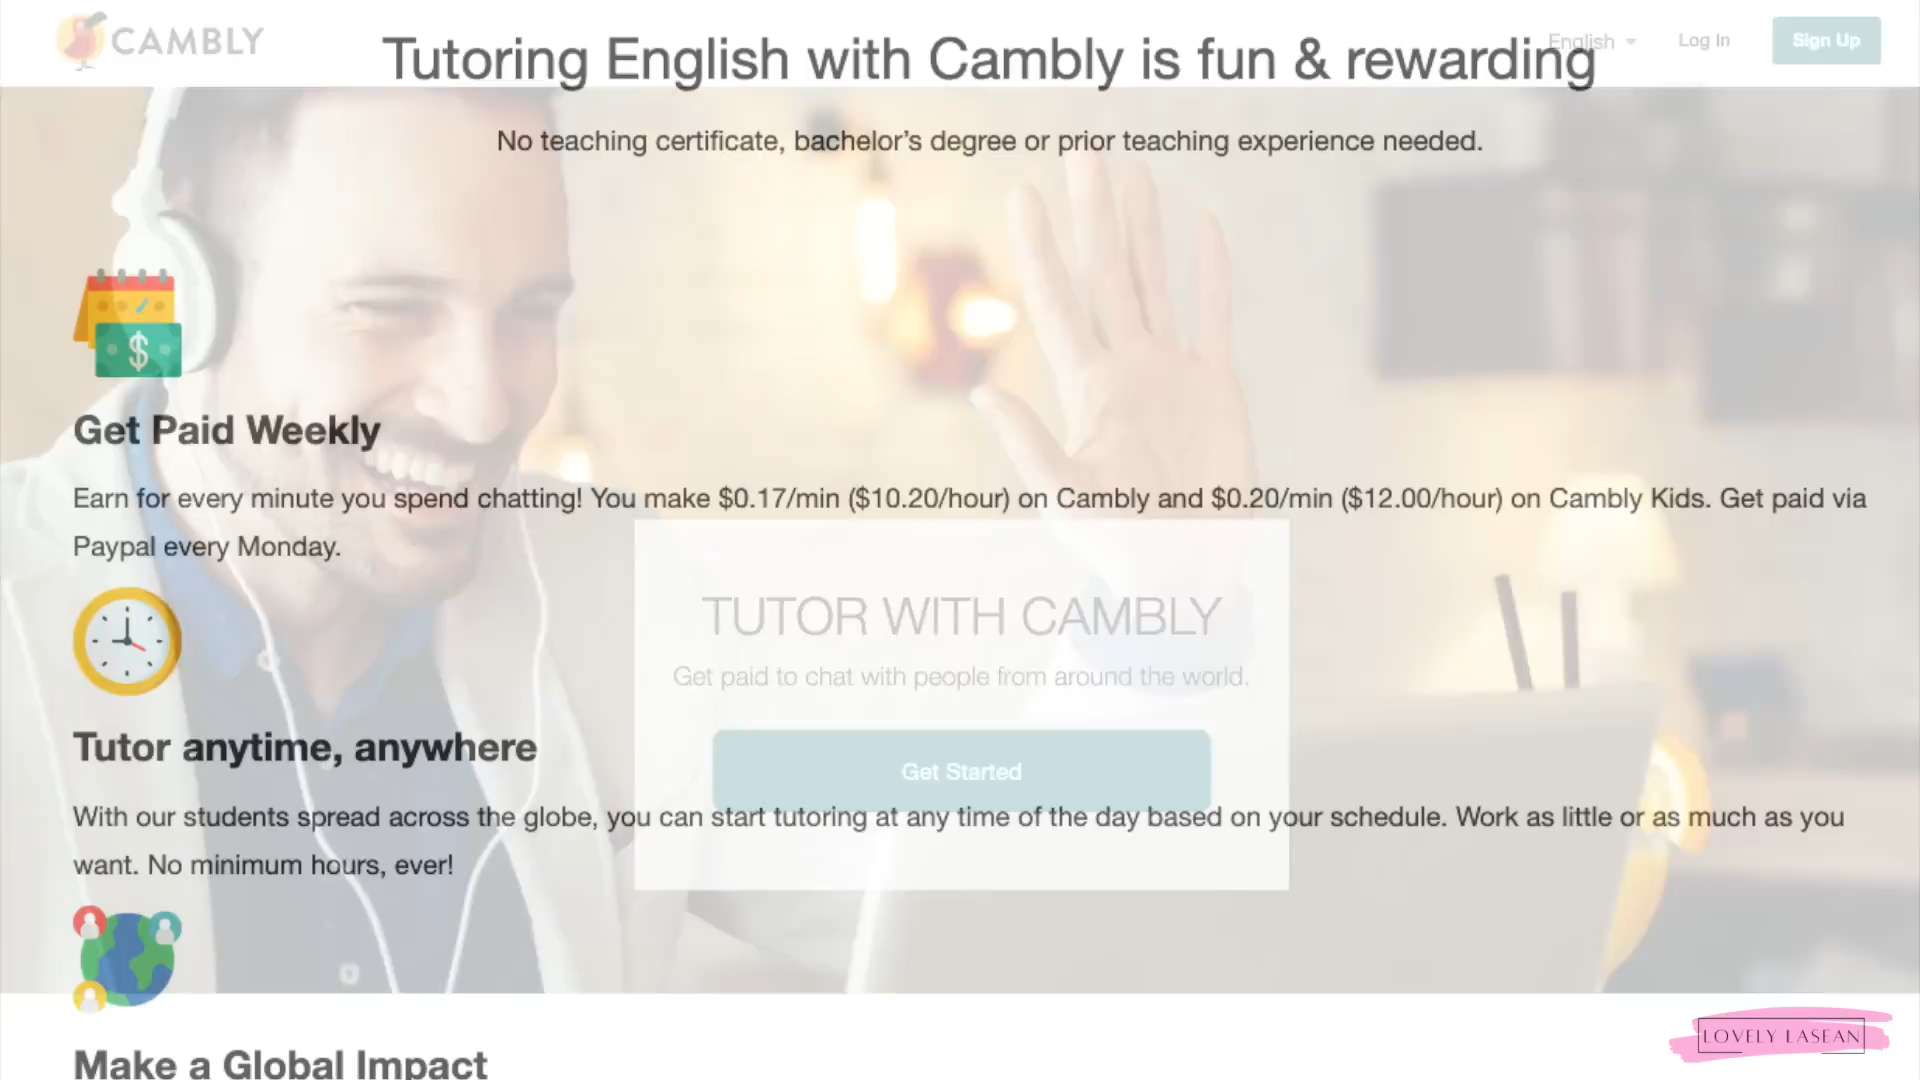 CAMBLY
English
Log In
Sign Up
Tutoring English with Cambly is fun & rewarding
No teaching certificate, bachelor's degree or prior teaching experience needed.
$
Get Paid Weekly
Earn for every minute you spend chatting! You make $0.17/min ($10.20/hour) on Cambly and $0.20/min ($12.00/hour) on Cambly Kids. Get paid via
Paypal every Monday.
TUTOR WITH CAMBLY
Get paid to chat with people from around the world.
Get Started
Tutor anytime, anywhere
With our students spread across the globe, you can start tutoring at any time of the day based on your schedule. Work as little or as much as you
want. No minimum hours, ever!
Make a Global Impact
LOVELY LASEAN